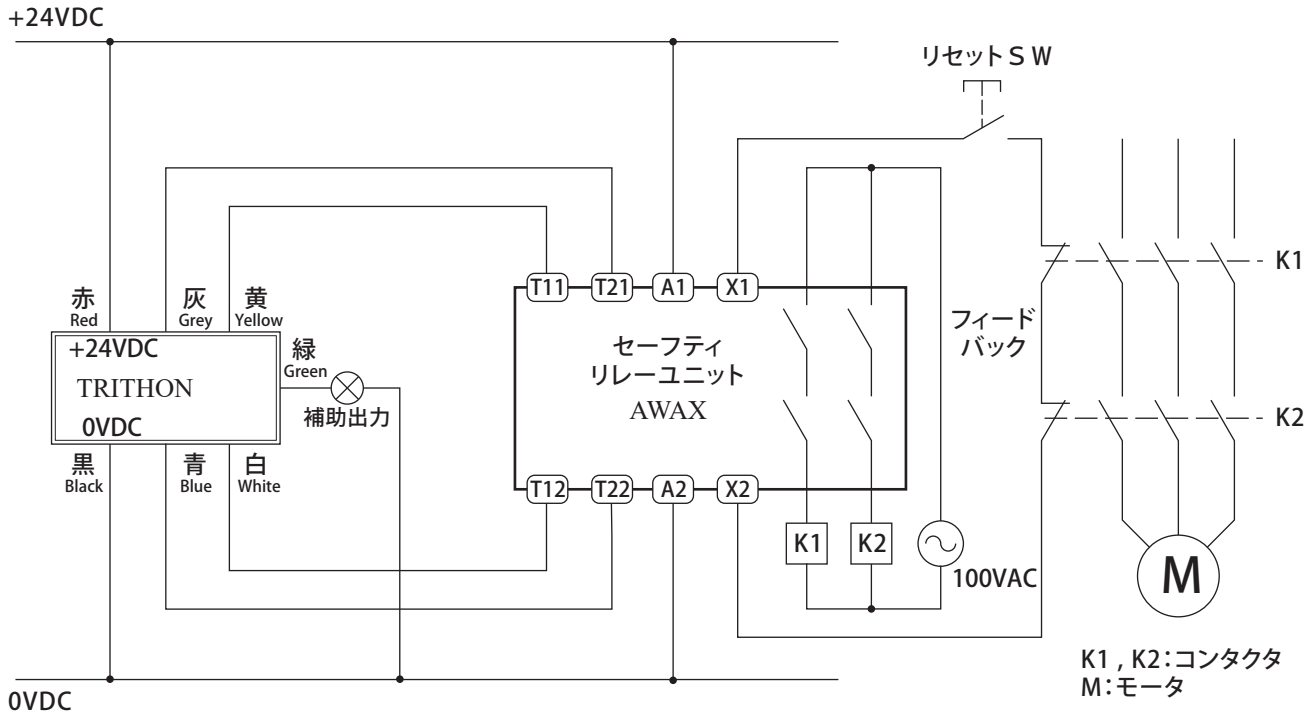 +24VDC
リセットＳＷ
T11
T21
A1
X1
K1
赤
Red
灰
Grey
黄
Yellow
+24VDC
TRITHON
0VDC
緑
Green
補助出力
セーフティ
リレーユニット
AWAX
フィード
バック
K2
黒
Black
青
Blue
白
White
T12
T22
A2
X2
K1
K2
100VAC
M
K1 , K2：コンタクタ
M：モータ
0VDC